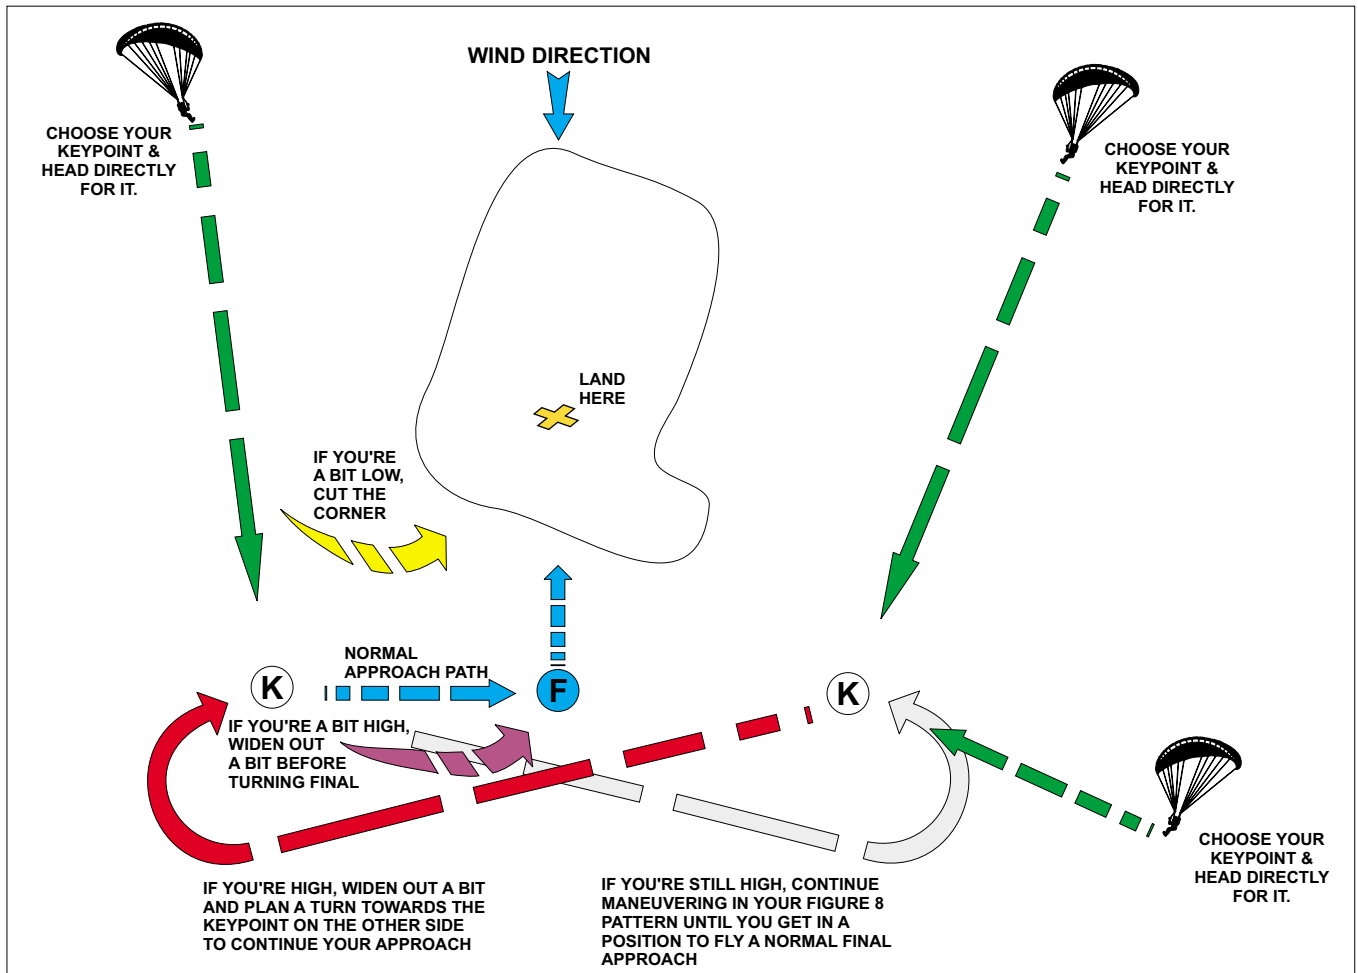 WIND DIRECTION
CHOOSE YOUR
KEYPOINT &
HEAD DIRECTLY
FOR IT.
CHOOSE YOUR
KEYPOINT &
HEAD DIRECTLY
FOR IT.
LAND
HERE
IF YOU'RE
A BIT LOW,
CUT THE
CORNER
NORMAL
APPROACH PATH
K
F
K
IF YOU'RE A BIT HIGH,
WIDEN OUT
A BIT BEFORE
TURNING FINAL
CHOOSE YOUR
KEYPOINT &
HEAD DIRECTLY
FOR IT.
IF YOU'RE HIGH, WIDEN OUT A BIT
AND PLAN A TURN TOWARDS THE
KEYPOINT ON THE OTHER SIDE
TO CONTINUE YOUR APPROACH
IF YOU'RE STILL HIGH, CONTINUE
MANEUVERING IN YOUR FIGURE 8
PATTERN UNTIL YOU GET IN A
POSITION TO FLY A NORMAL FINAL
APPROACH